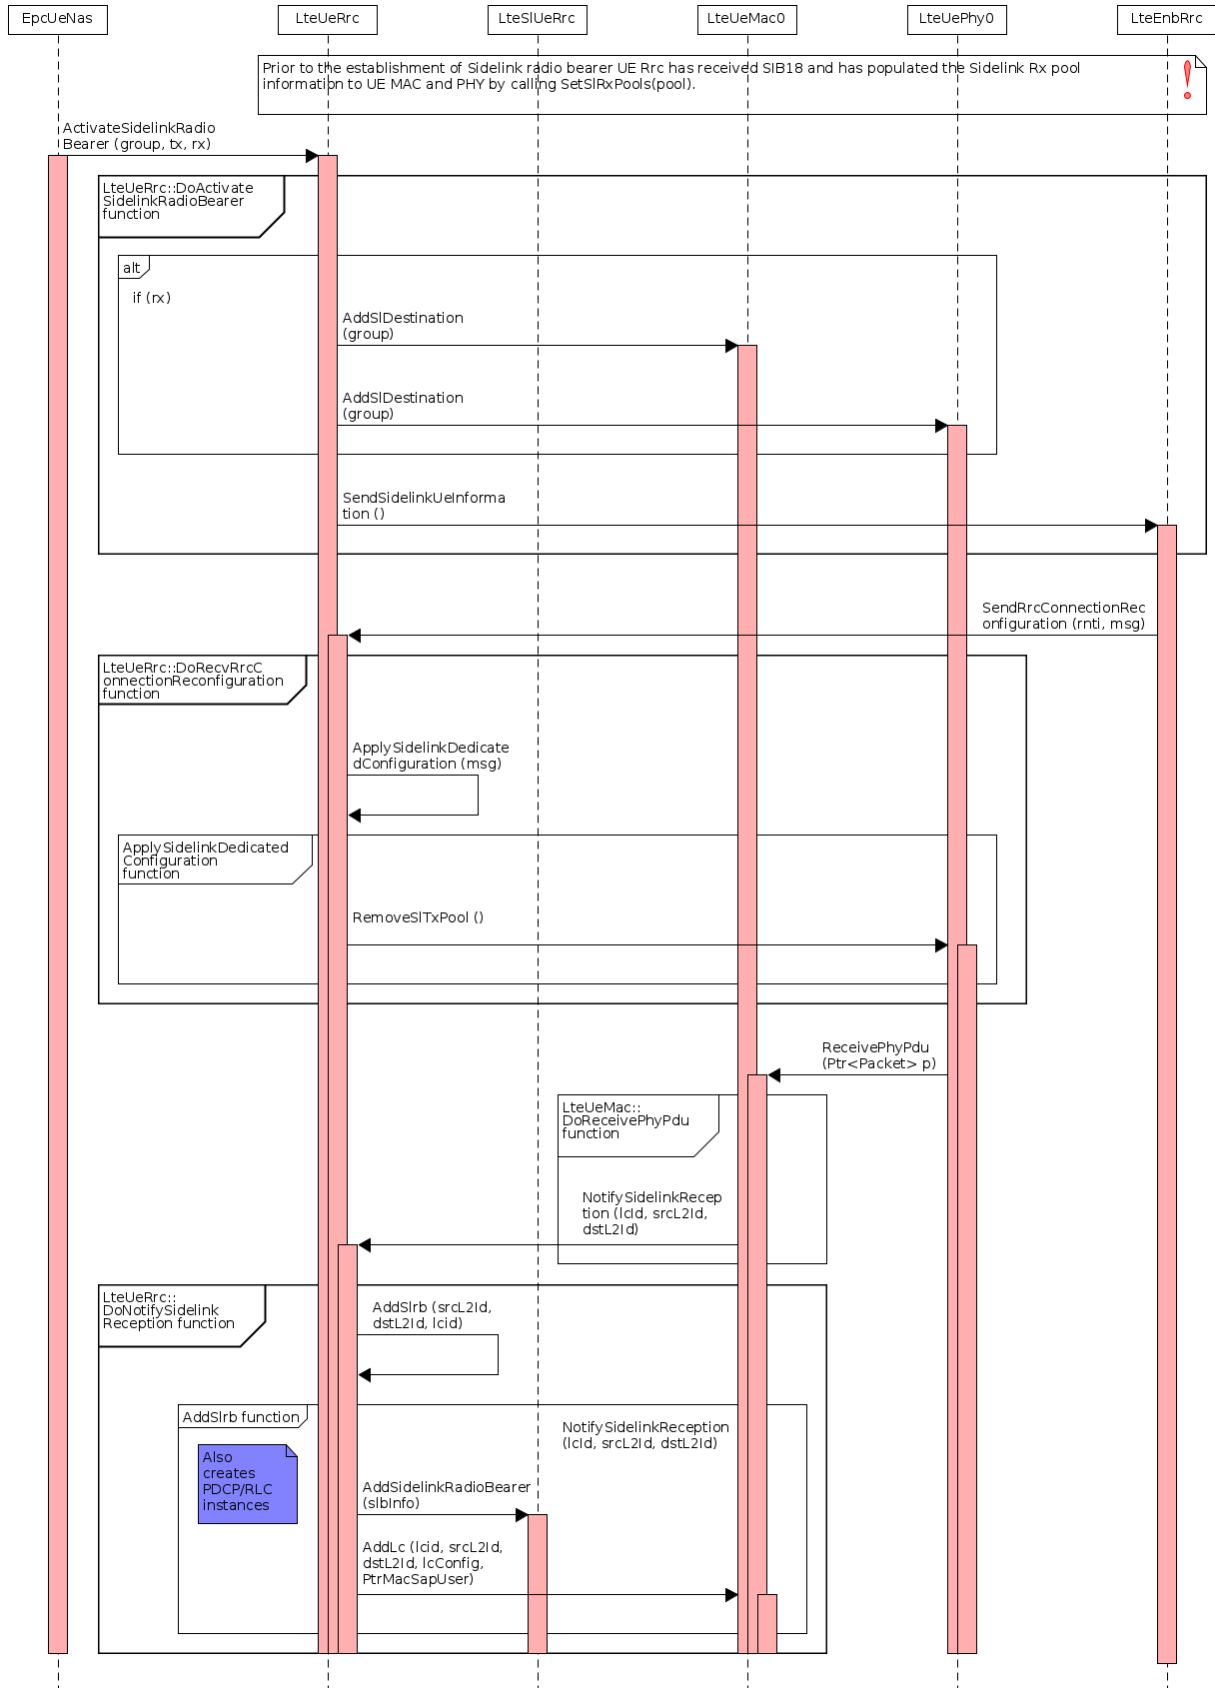 EpcUeNas
LteUeRrc
LteSlUeRrc
LteUeMac0
LteUePhy0
LteEnbRrc
Prior to the establishment of Sidelink radio bearer UE Rrc has received SIB18 and has populated the Sidelink Rx pool
information to UE MAC and PHY by calling SetSlRxPools(pool).
ActivateSidelinkRadio
Bearer (group, tx, rx)
LteUeRrc::DoActivate
SidelinkRadioBearer
function
alt
if (rx)
AddSlDestination
(group)
AddSlDestination
(group)
SendSidelinkUeInforma
tion ()
SendRrcConnectionRec
onfiguration (rnti, msg)
LteUeRrc::DoRecvRrcC
onnectionReconfiguration
function
ApplySidelinkDedicate
dConfiguration (msg)
ApplySidelinkDedicated
Configuration
function
RemoveSlTxPool ()
ReceivePhyPdu
(Ptr<Packet> p)
LteUeMac::
DoReceivePhyPdu
function
NotifySidelinkRecep
tion (lcId, srcL2Id,
dstL2Id)
LteUeRrc::
DoNotifySidelink
Reception function
AddSlrb (srcL2Id,
dstL2Id, lcid)
AddSlrb function
NotifySidelinkReception
(lcId, srcL2Id, dstL2Id)
Also
creates
PDCP/RLC
instances
AddSidelinkRadioBearer
(slbInfo)
AddLc (lcid, srcL2Id,
dstL2Id, lcConfig,
PtrMacSapUser)